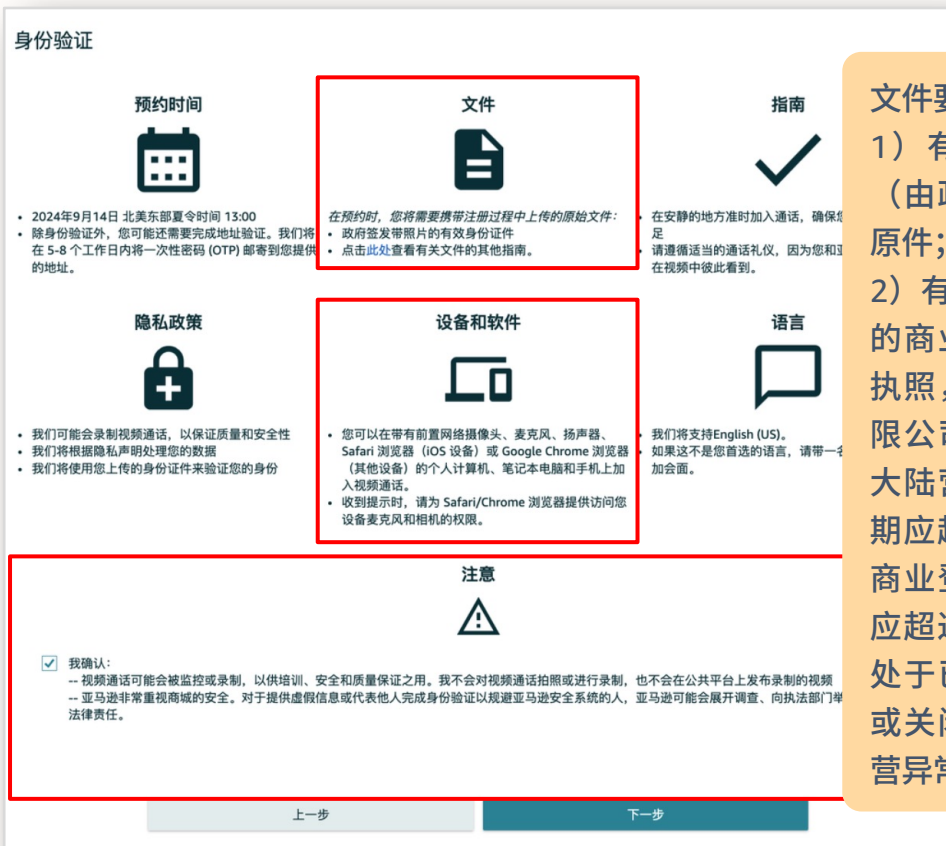 身份验证
预约时间
2024年9月14日 北美东部夏令时间 13:00
除身份验证外，您可能还需要完成地址验证。我们将
在 5-8 个工作日内将一次性密码 (OTP) 邮寄到您提供
的地址。
文件
在预约时，您将需要携带注册过程中上传的原始文件：
政府签发带照片的有效身份证件
点击此处查看有关文件的其他指南。
指南
在安静的地方准时加入通话，确保
足
请遵循适当的通话礼仪，因为您和
在视频中彼此看到。
隐私政策
我们可能会录制视频通话，以保证质量和安全性
我们将根据隐私声明处理您的数据
我们将使用您上传的身份证件来验证您的身份
设备和软件
您可以在带有前置网络摄像头、麦克风、扬声器、
Safari 浏览器（iOS 设备）或 Google Chrome 浏览器
（其他设备）的个人计算机、笔记本电脑和手机上加
入视频通话。
收到提示时，请为 Safari/Chrome 浏览器提供访问您
设备麦克风和相机的权限。
语言
我们将支持English (US)。
如果这不是您首选的语言，请带一名
加会面。
注意
我确认：
-- 视频通话可能会被监控或录制，以供培训、安全和质量保证之用。我不会对视频通话拍照或进行录制，也不会在公共平台上发布录制的视频
-- 亚马逊非常重视商城的安全。对于提供虚假信息或代表他人完成身份验证以规避亚马逊安全系统的人，亚马逊可能会展开调查、向执法部门举
法律责任。
上一步
下一步
文件要
1）有
（由政
原件;
2）有
的商业
执照，
限公司
大陆营
期应超
商业登
应超过
处于已
或关闭
营异常